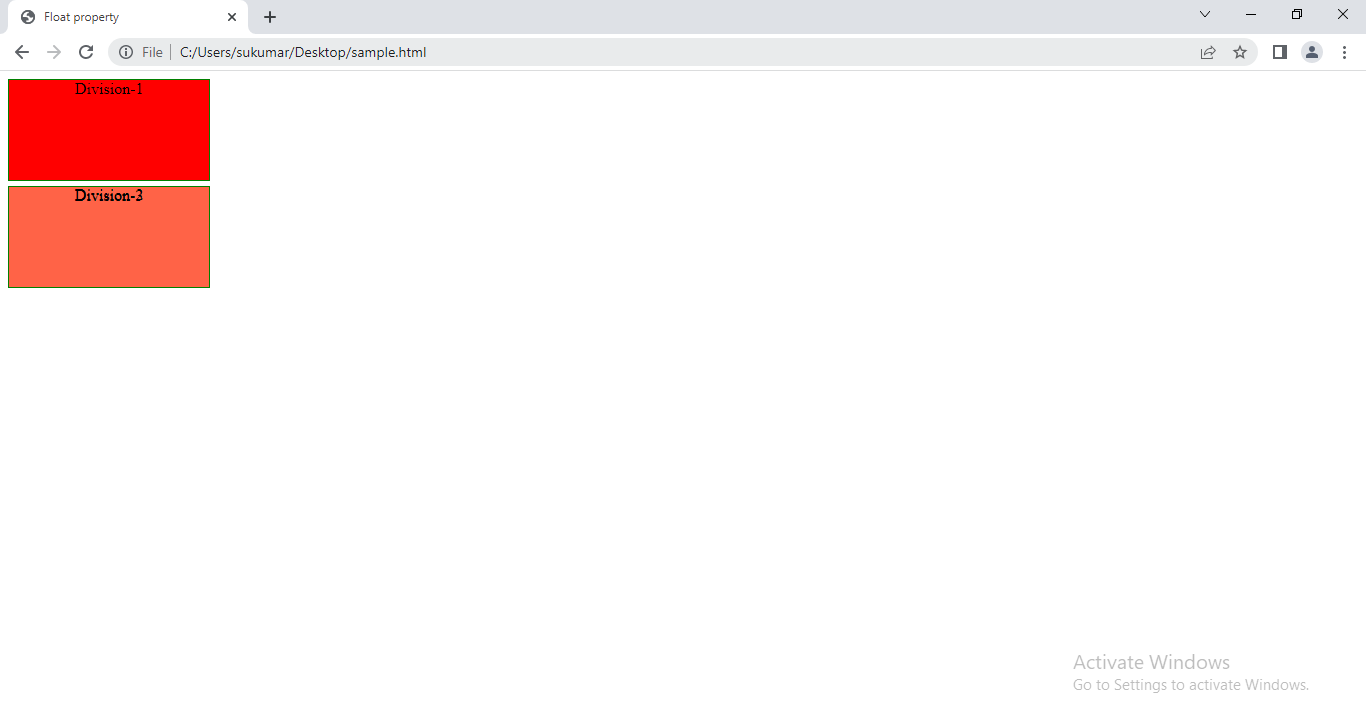 Float property
File
C:/Users/sukumar/Desktop/sample.html
Division-1
Division-3
Activate Windows
Go to Settings to activate Windows.